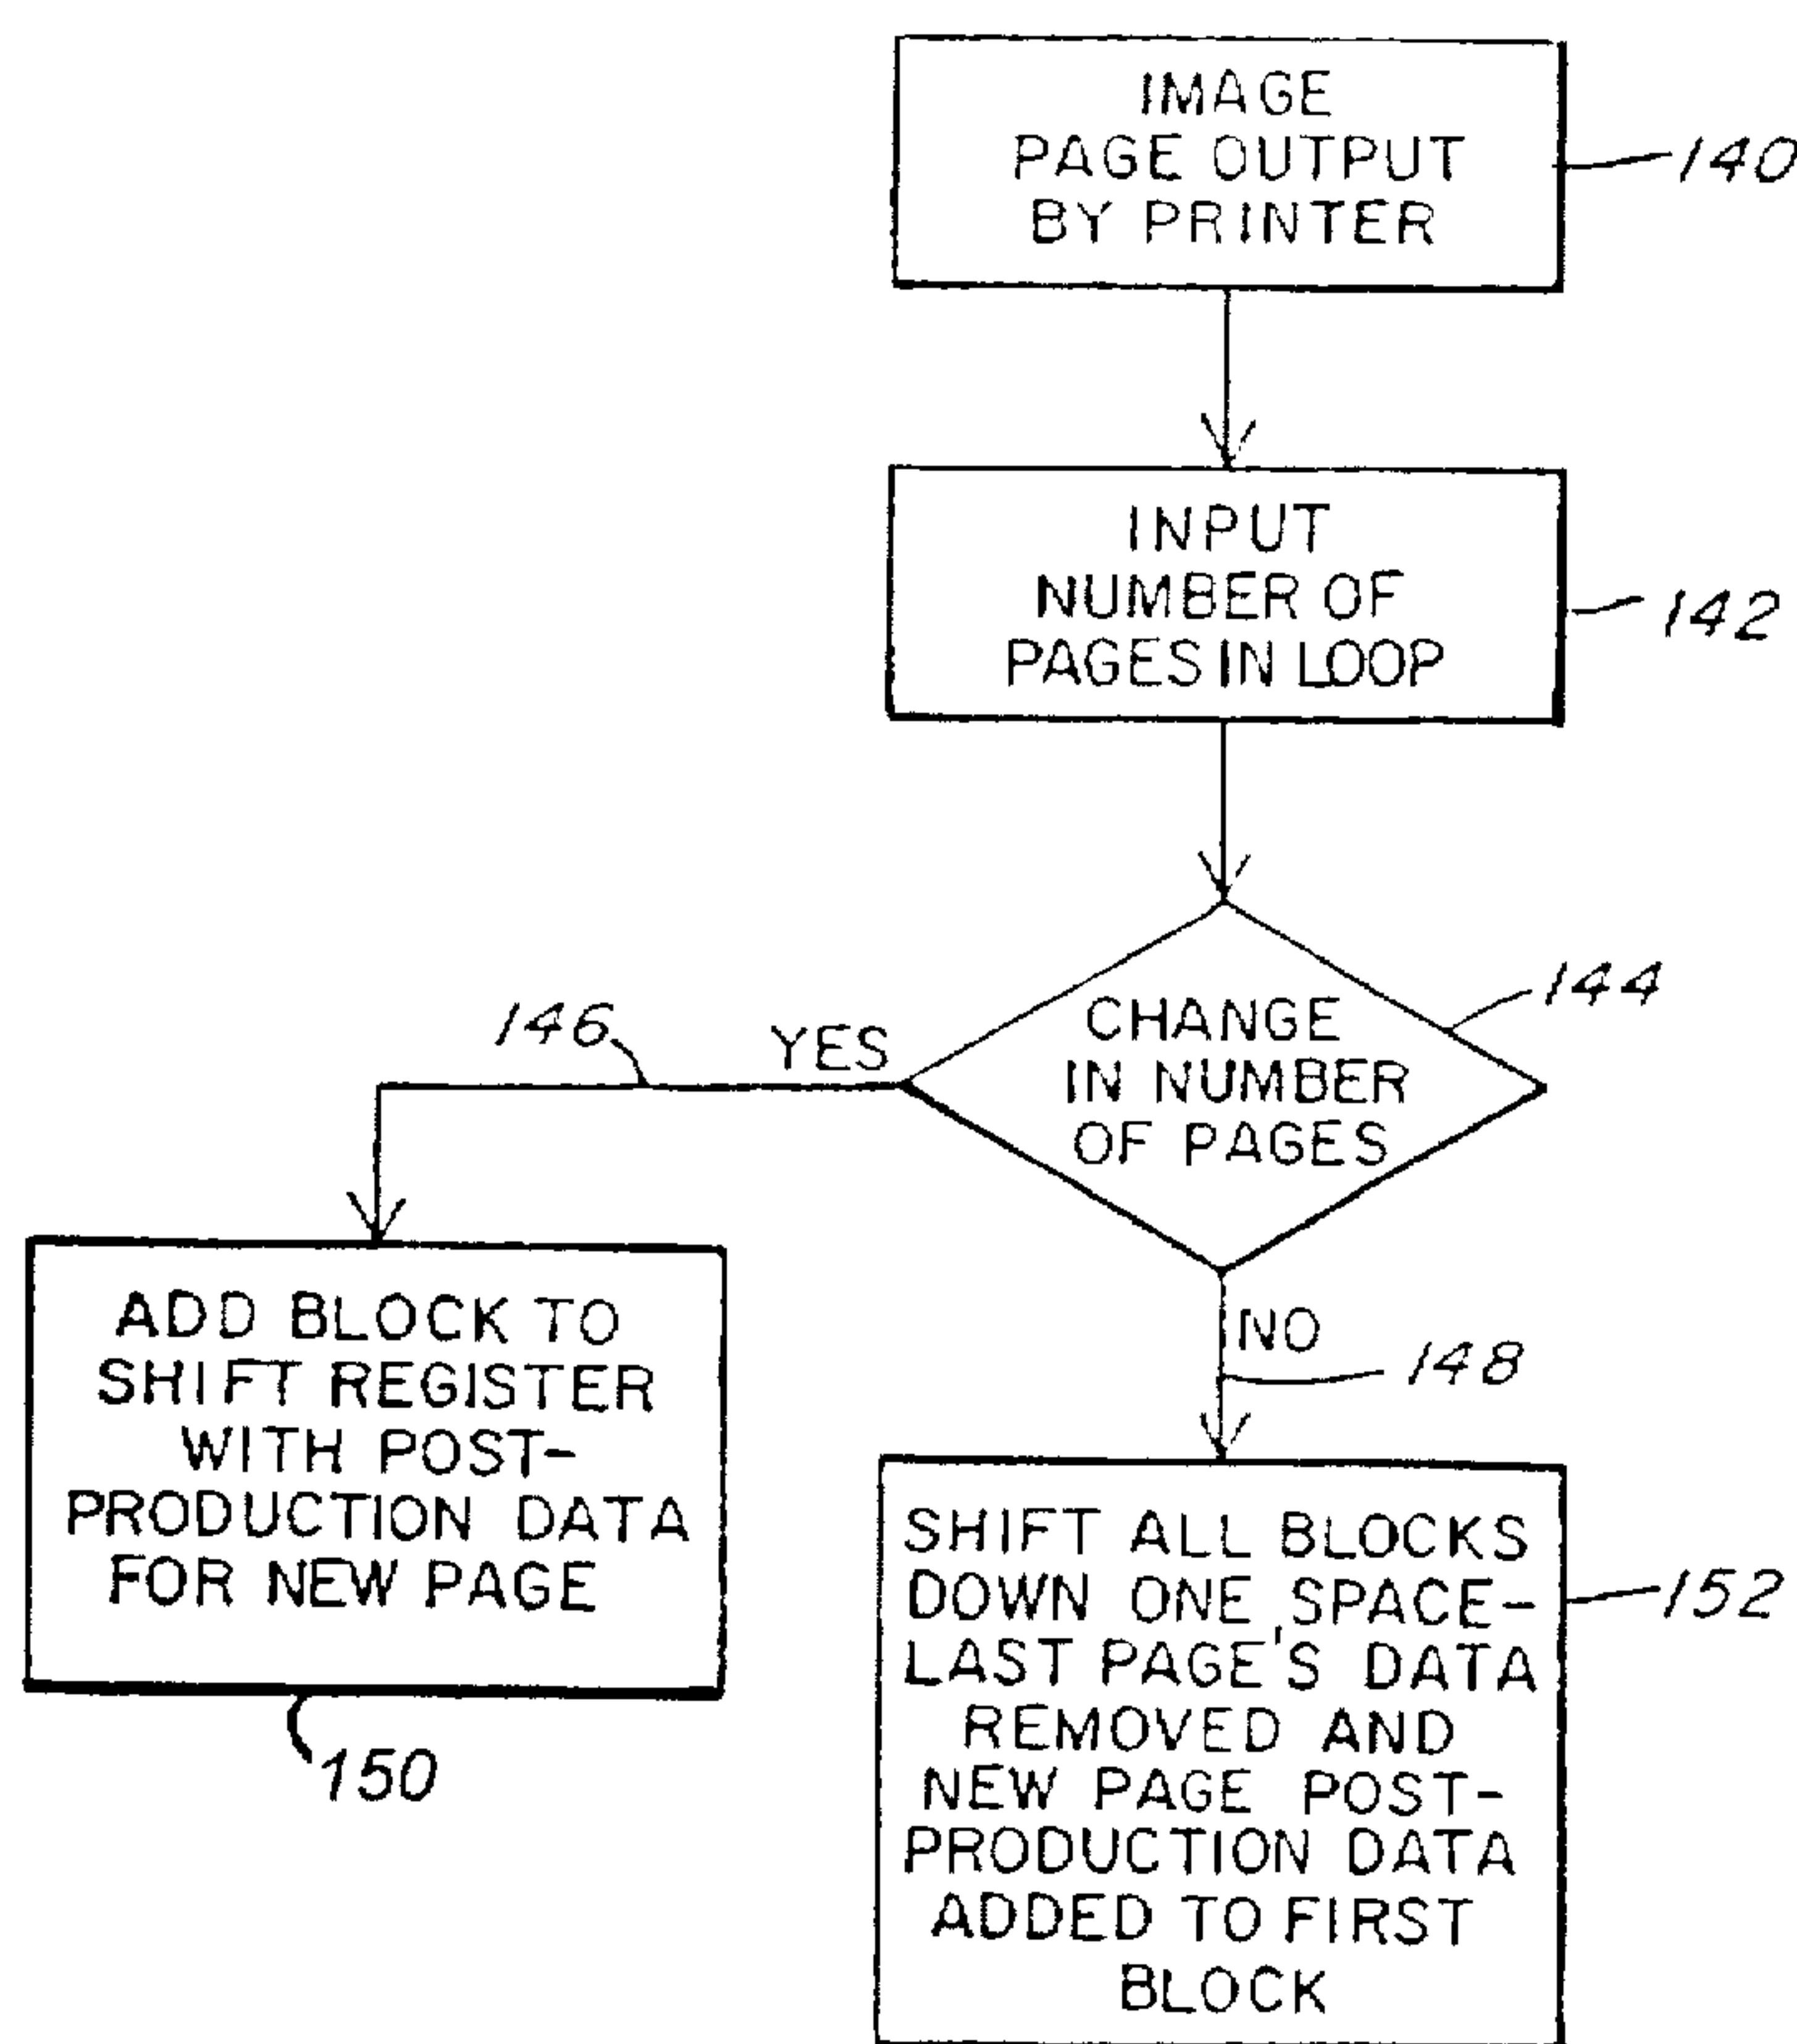 IMAGE
PAGE OUTPUT
BY PRINTER
140
INPUT
NUMBER OF
PAGES IN LOOP
142
CHANGE
IN NUMBER
OF PAGES
144
146
YES
NO
148
ADD BLOCK TO
SHIFT REGISTER
WITH POST-
PRODUCTION DATA
FOR NEW PAGE
150
SHIFT ALL BLOCKS
DOWN ONE SPACE-
LAST PAGE'S DATA
REMOVED AND
NEW PAGE POST-
PRODUCTION DATA
ADDED TO FIRST
BLOCK
152